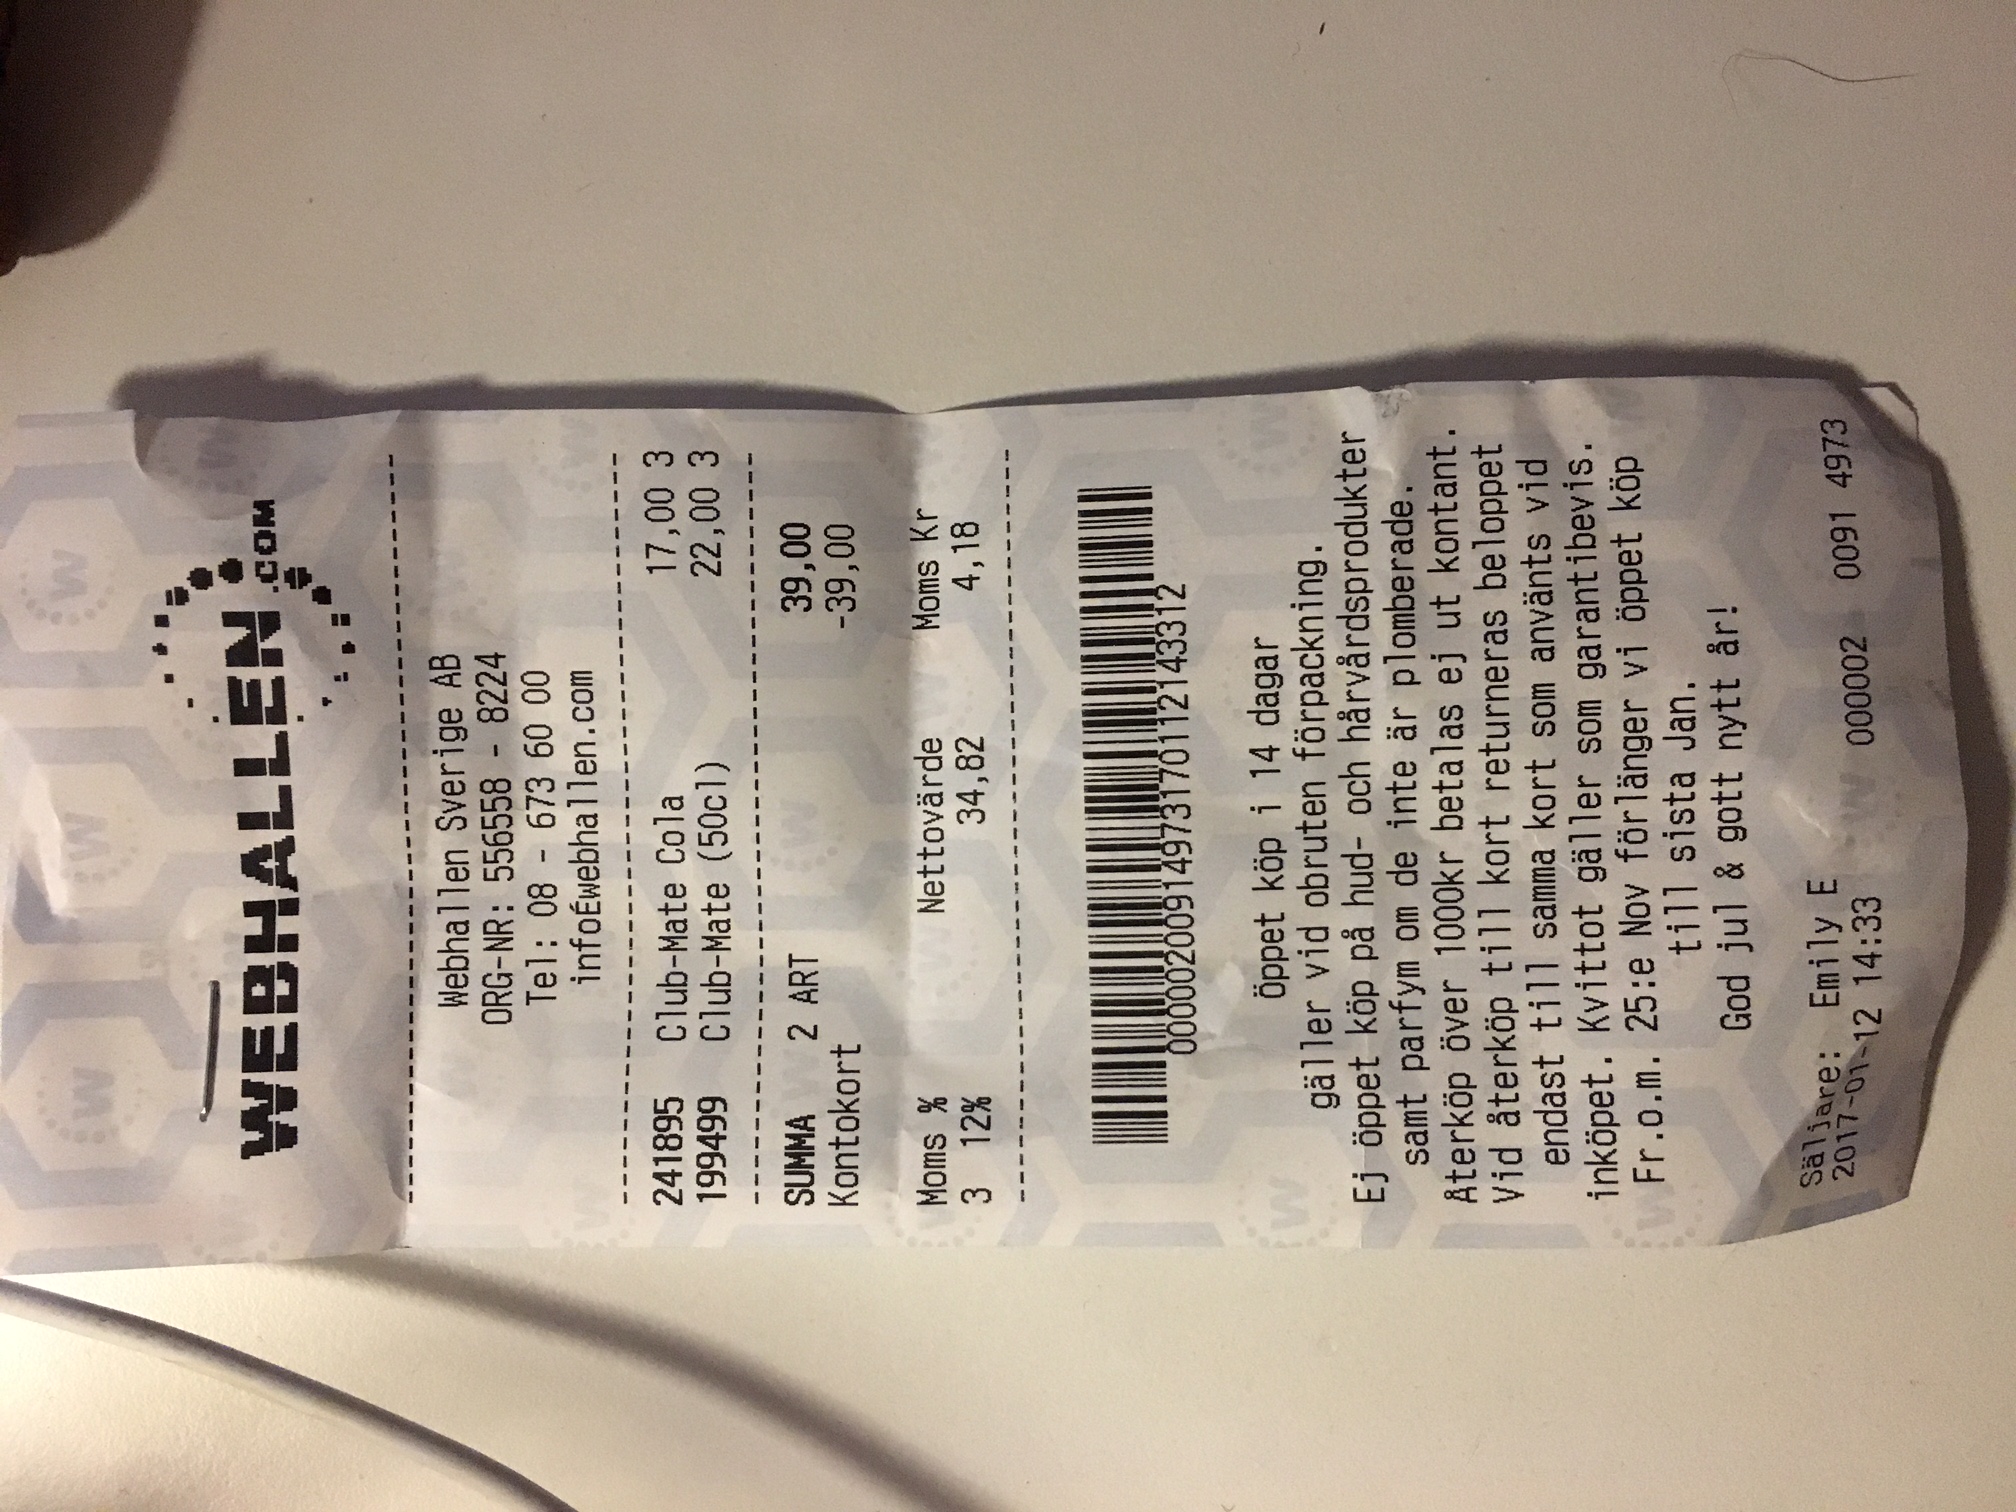 WEBHALLEN.COM
Webhallen Sverige AB
ORG-NR: 556558 - 8224
Tel: 08 - 673 60 00
infoÉwebhallen.com
241895 Club-Mate Cola 17,00 3
199499 Club-Mate (50cl) 22,00 3
SUMMA 2 ART 39,00
Kontokort -39,00
Moms % Nettovärde Moms Kr
3 12% 34,82 4,18
00000200914973170112143312
öppet köp i 14 dagar
gäller vid obruten förpackning.
Ej öppet köp på hud- och hårvårdsprodukter
samt parfym om de inte är plomberade.
Återköp över 1000kr betalas ej ut kontant.
Vid återköp till kort returneras beloppet
endast till samma kort som använts vid
inköpet. Kvittot gäller som garantibevis.
Fr.o.m. 25:e Nov förlänger vi öppet köp
till sista Jan.
God jul & gott nytt år!
Säljare: Emily E
2017-01-12 14:33 000002 0091 4973